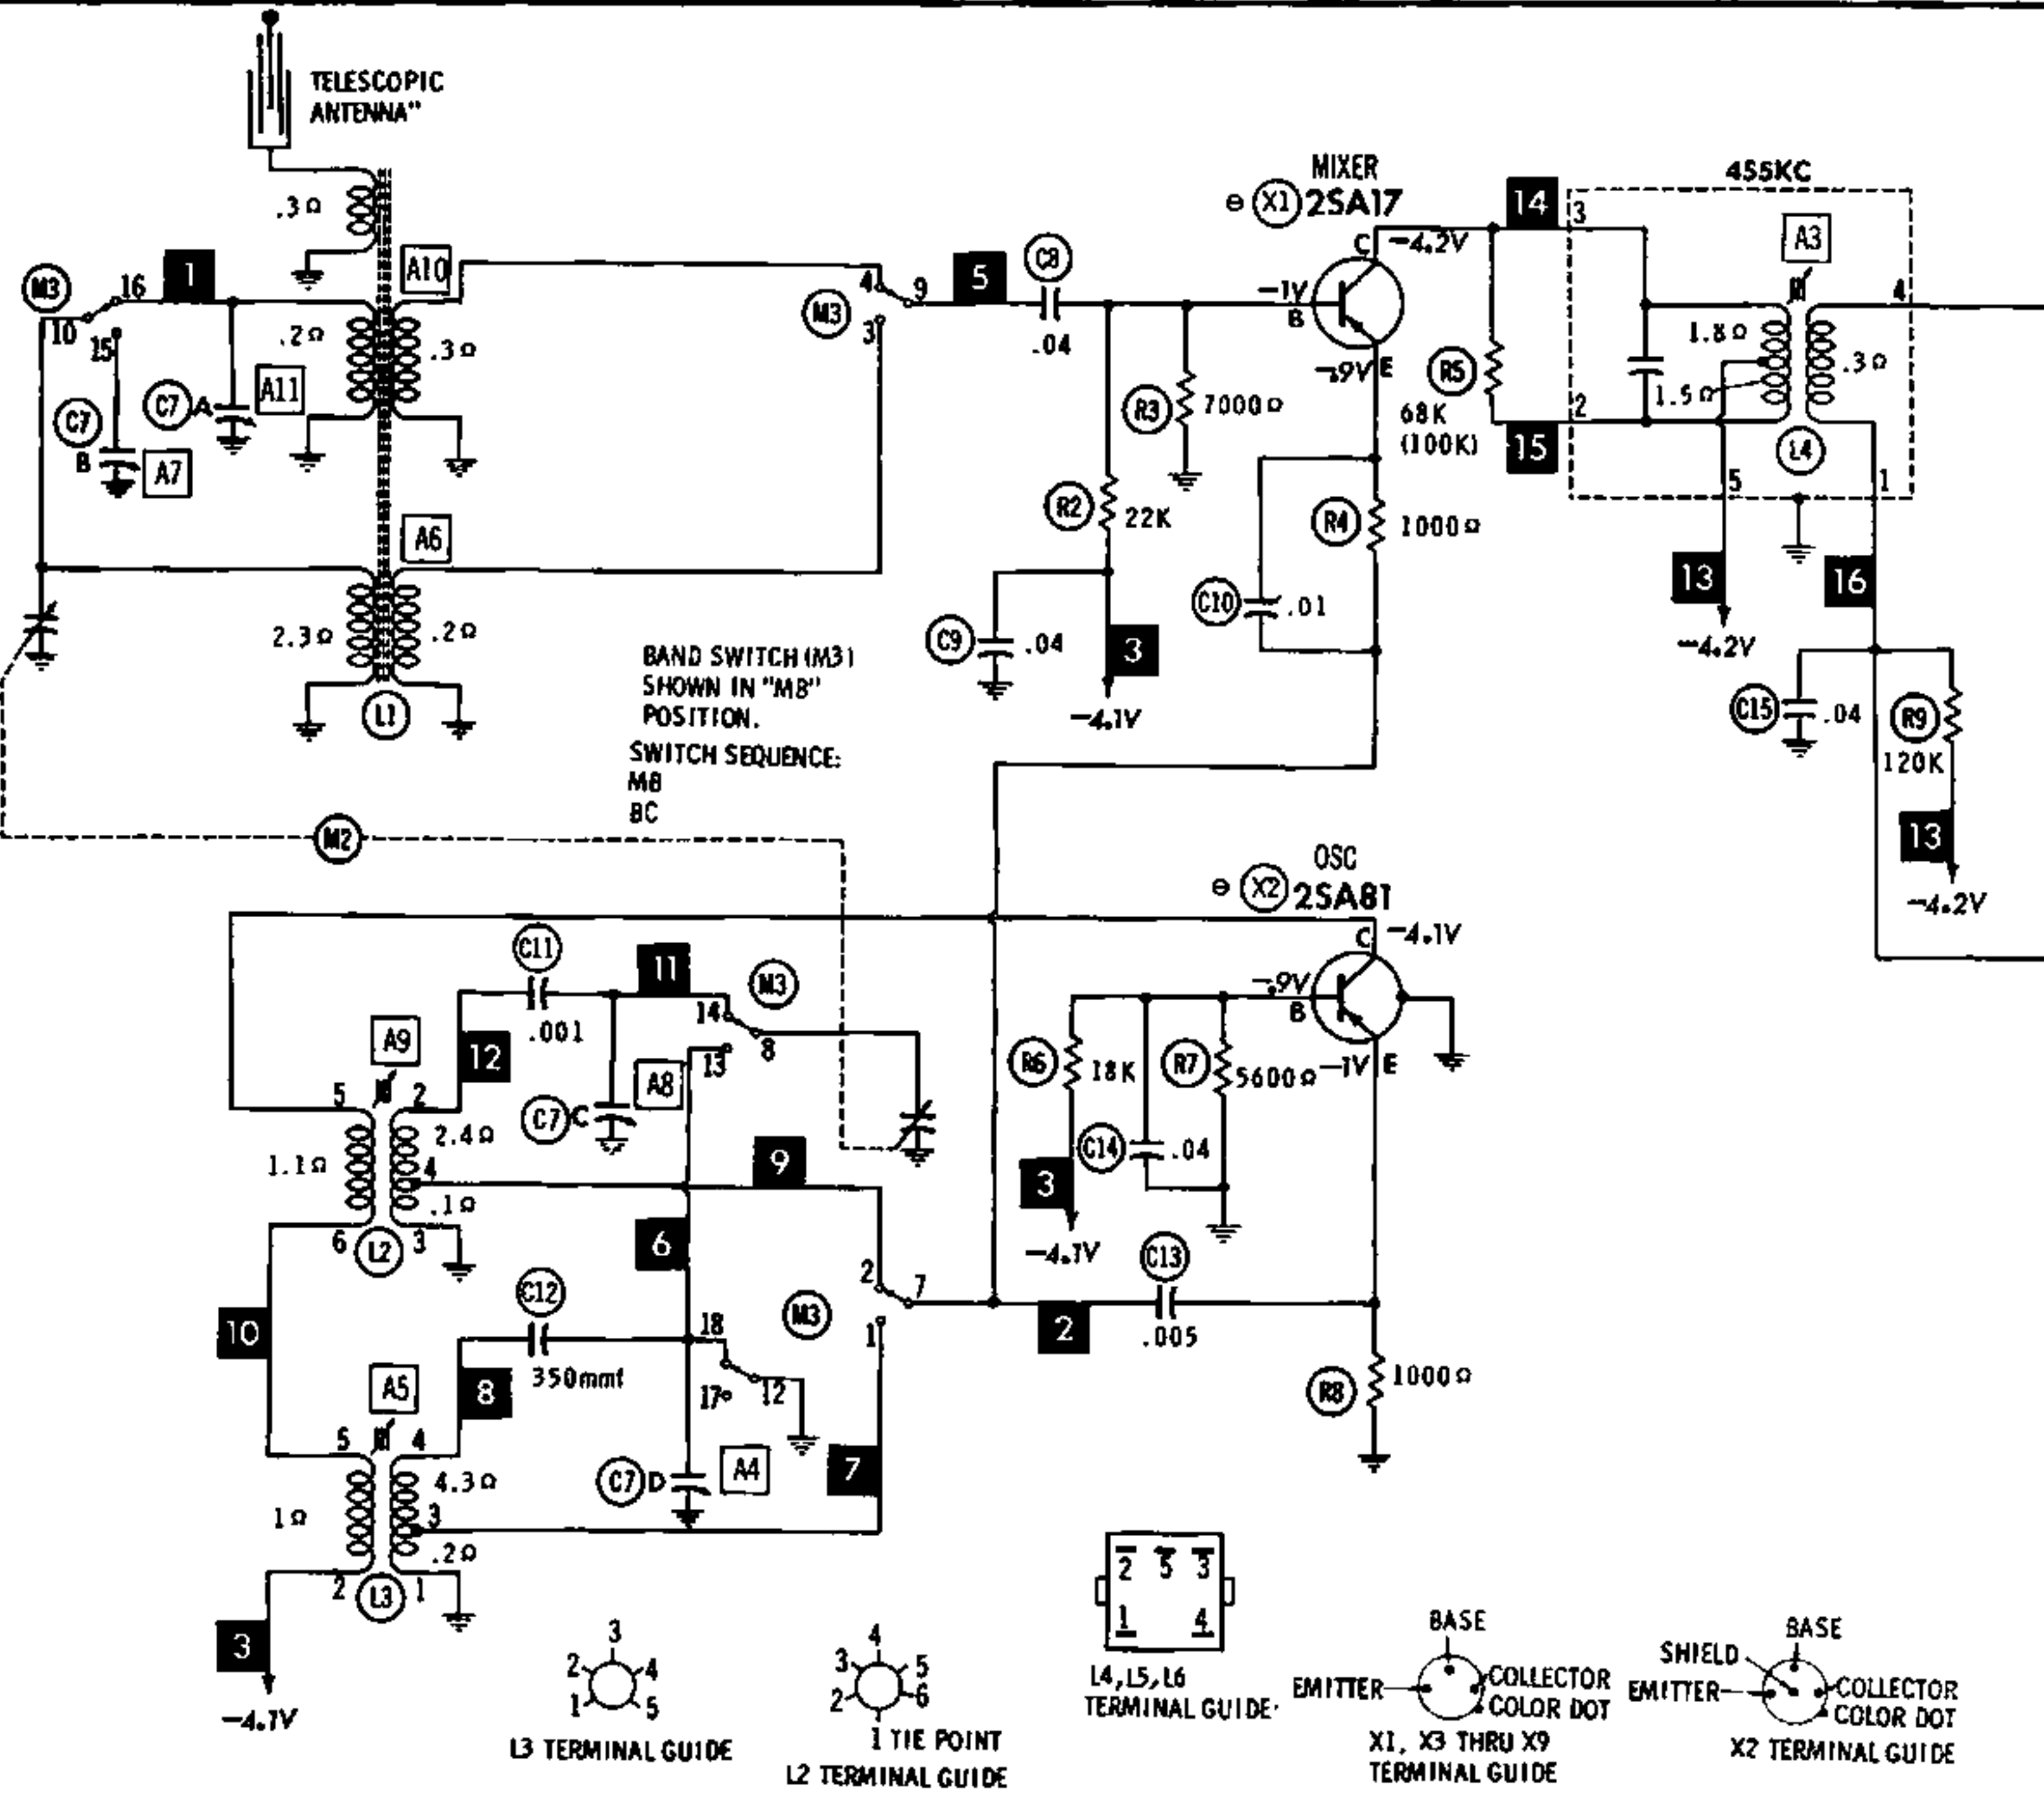 TELESCOPIC
ANTENNA"
.3Ω
M3
16
1
10
15
C7
B
A7
C7 A
A11
.2Ω
A10
.3Ω
A6
2.3Ω
.2Ω
L1
4
9
M3
3
5
C8
.04
MIXER
⊖ X1 2SA17
C
-4.2V
-1V
B
-.9V E
R3
7000Ω
R2
22K
C9
.04
3
-4.1V
R5
68K
(100K)
R4
1000Ω
C10
.01
14
15
455KC
3
A3
4
1.8Ω
.3Ω
1.5Ω
2
L4
5
1
13
-4.2V
16
C15
.04
R9
120K
13
-4.2V
BAND SWITCH (M3)
SHOWN IN "MB"
POSITION.
SWITCH SEQUENCE:
MB
BC
M2
OSC
⊖ X2 2SA81
C
-4.1V
-.9V
B
-1V E
R6
18K
R7
5600Ω
C14
.04
3
-4.1V
C13
.005
2
R8
1000Ω
C11
.001
11
M3
14
8
13
12
A9
A8
C7 C
5
2
2.4Ω
1.1Ω
4
.1Ω
6
L2
3
9
6
C12
350mmf
18
17
12
M3
2
7
1
10
8
A5
5
4
4.3Ω
1Ω
3
.2Ω
2
L3
1
C7 D
A4
7
3
-4.1V
3
2
4
1
5
L3 TERMINAL GUIDE
4
3
5
2
6
1 TIE POINT
L2 TERMINAL GUIDE
2 5 3
1 4
L4, L5, L6
TERMINAL GUIDE
BASE
EMITTER
COLLECTOR
COLOR DOT
X1, X3 THRU X9
TERMINAL GUIDE
BASE
SHIELD
EMITTER
COLLECTOR
COLOR DOT
X2 TERMINAL GUIDE